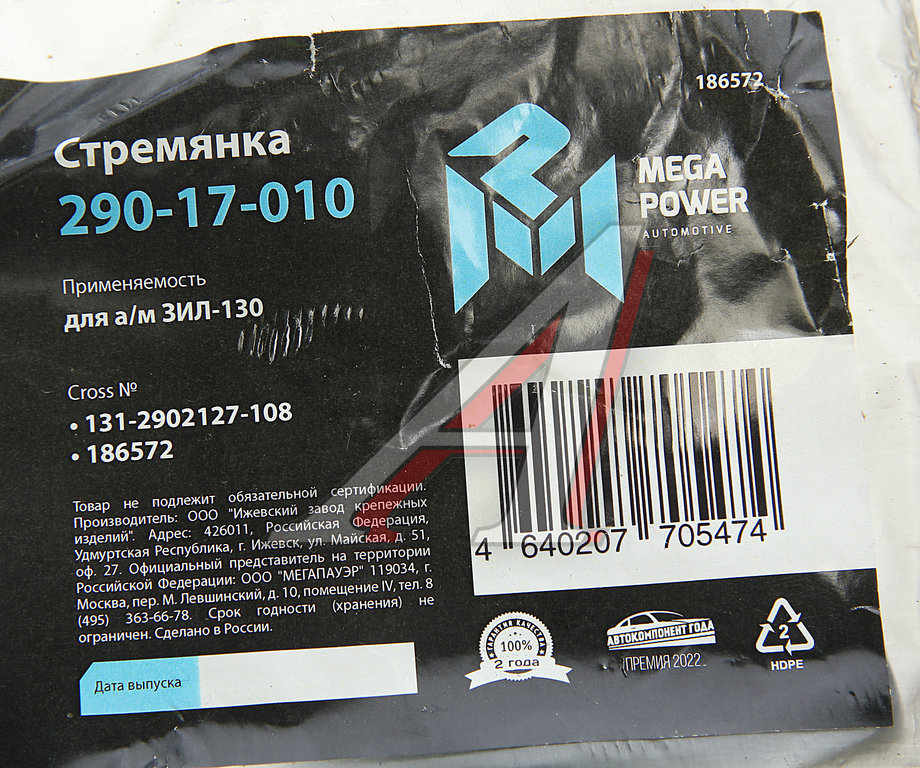 186572
Стремянка
290-17-010
MEGA
POWER
AUTOMOTIVE
Применяемость
для а/м ЗИЛ-130
Cross №
• 131-2902127-108
• 186572
Товар не подлежит обязательной сертификации.
Производитель: ООО "Ижевский завод крепежных
изделий". Адрес: 426011, Российская Федерация,
Удмуртская Республика, г. Ижевск, ул. Майская, д. 51,
оф. 27. Официальный представитель на территории
Российской Федерации: ООО "МЕГАПАУЭР" 119034, г.
Москва, пер. М. Левшинский, д. 10, помещение IV, тел. 8
(495) 363-66-78. Срок годности (хранения) не
ограничен. Сделано в России.
4 640207 705474
ГАРАНТИЯ КАЧЕСТВА
100%
2 года
АВТОКОМПОНЕНТ ГОДА
ПРЕМИЯ 2022
2
HDPE
Дата выпуска